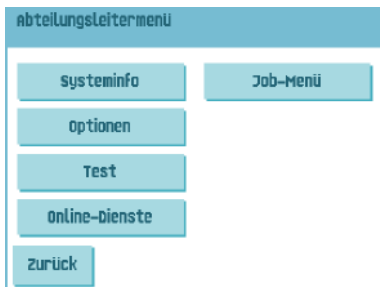 Abteilungsleitermenü
Systeminfo
Job-Menü
Optionen
Test
Online-Dienste
Zurück